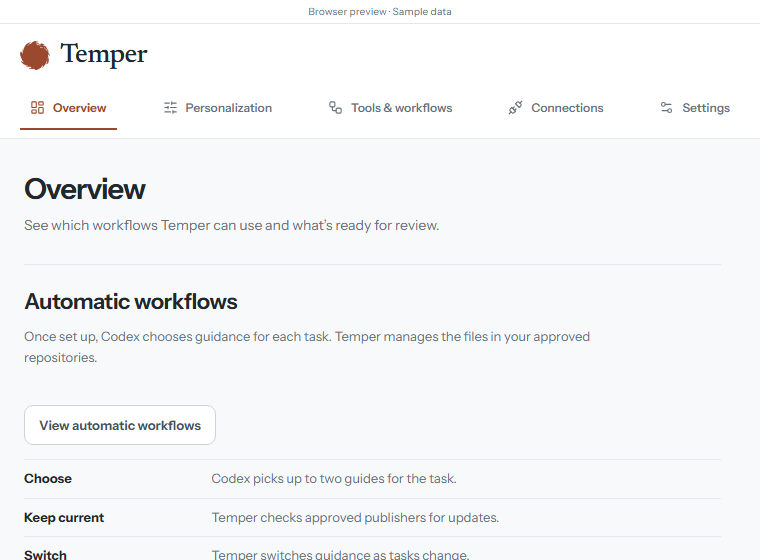 Browser preview · Sample data
Temper
Overview
Personalization
Tools & workflows
Connections
Settings
Overview
See which workflows Temper can use and what's ready for review.
Automatic workflows
Once set up, Codex chooses guidance for each task. Temper manages the files in your approved
repositories.
View automatic workflows
Choose
Codex picks up to two guides for the task.
Keep current
Temper checks approved publishers for updates.
Switch
Temper switches guidance as tasks change.